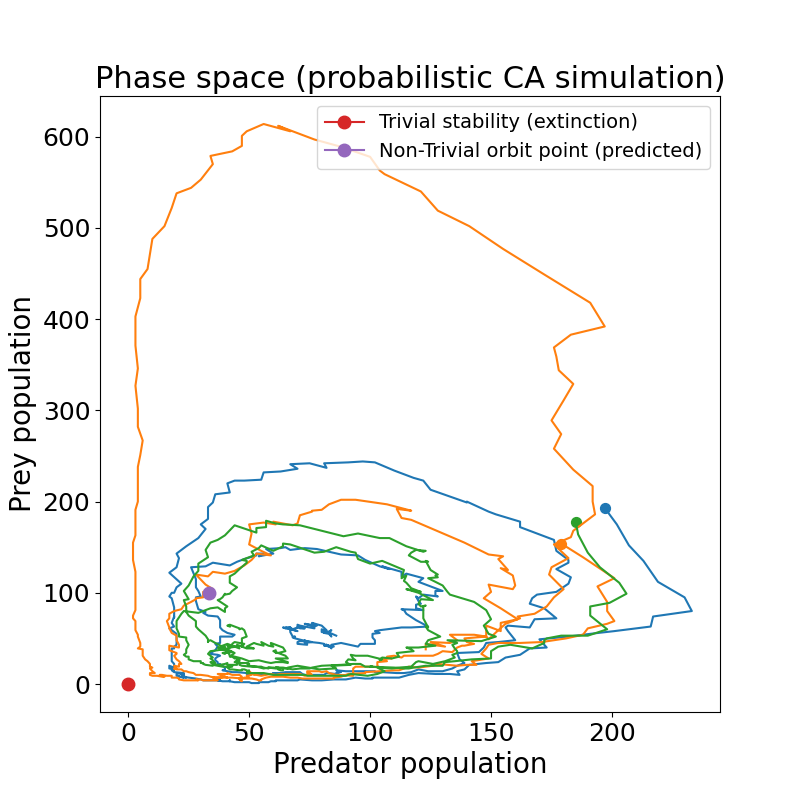 Phase space (probabilistic CA simulation)
Trivial stability (extinction)
Non-Trivial orbit point (predicted)
600
500
400
300
200
100
0
Prey population
0 50 100 150 200
Predator population